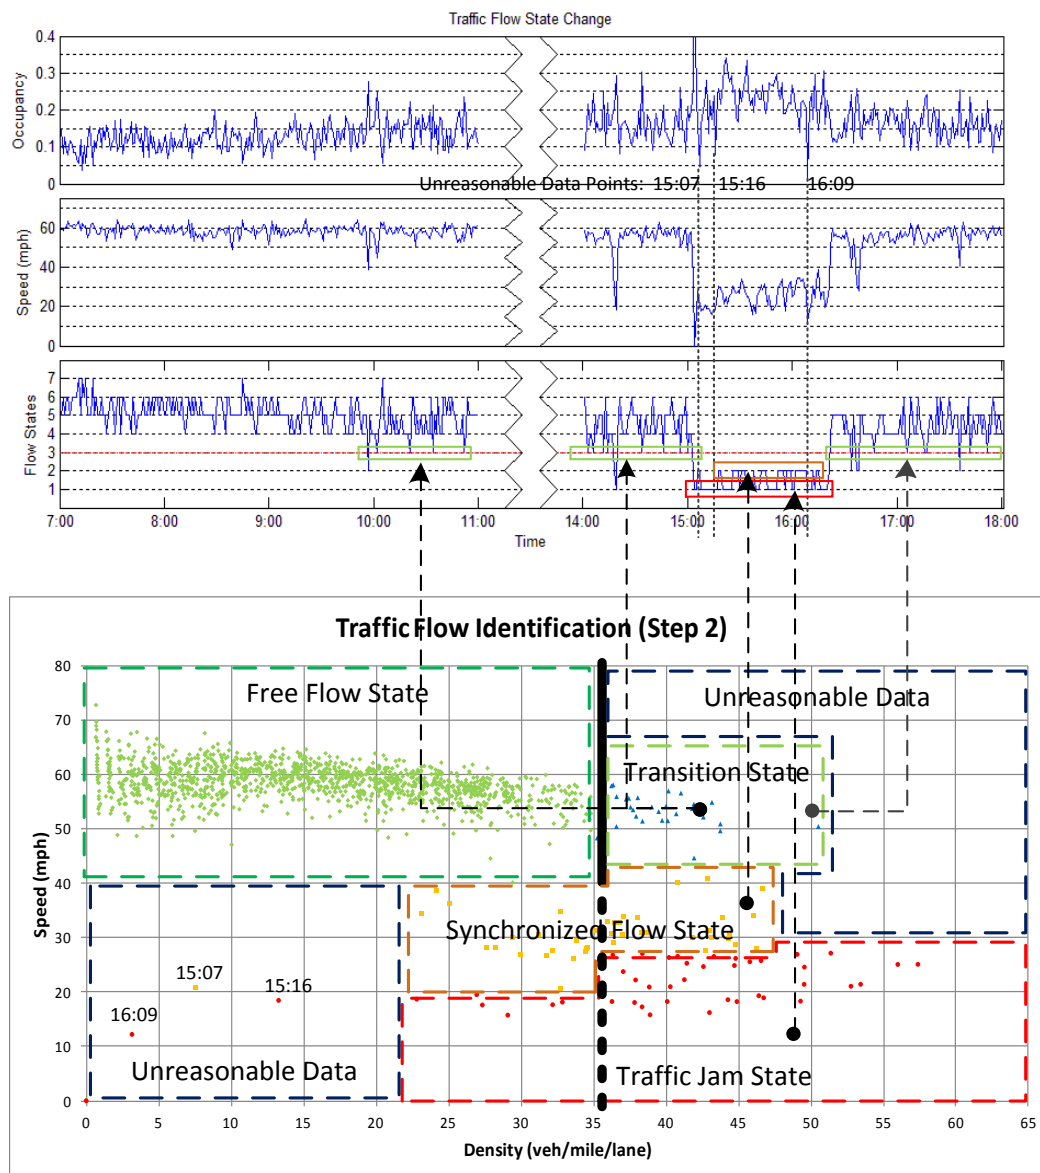 Traffic Flow State Change
0.4
0.3
0.2
0.1
0
Occupancy
Unreasonable Data Points: 15:07 15:16 16:09
60
40
20
0
Speed (mph)
7
6
5
4
3
2
1
Flow States
7:00 8:00 9:00 10:00 11:00 14:00 15:00 16:00 17:00 18:00
Time
Traffic Flow Identification (Step 2)
80
70
60
50
40
30
20
10
0
Speed (mph)
Free Flow State
Unreasonable Data
Transition State
Synchronized Flow State
15:07
15:16
16:09
Unreasonable Data
Traffic Jam State
0 5 10 15 20 25 30 35 40 45 50 55 60 65
Density (veh/mile/lane)